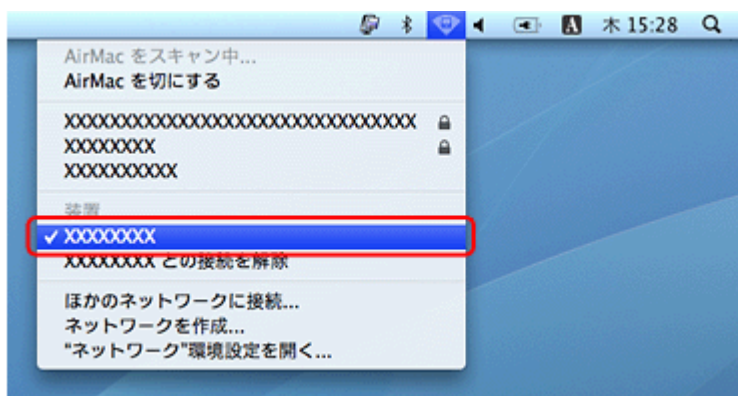 A 木 15:28
AirMac をスキャン中...
AirMac を切にする
XXXXXXXXXXXXXXXXXXXXXXXXXXXXXXX
XXXXXXXX
XXXXXXXXXX
装置
✓ XXXXXXXX
XXXXXXXX との接続を解除
ほかのネットワークに接続...
ネットワークを作成...
“ネットワーク”環境設定を開く...